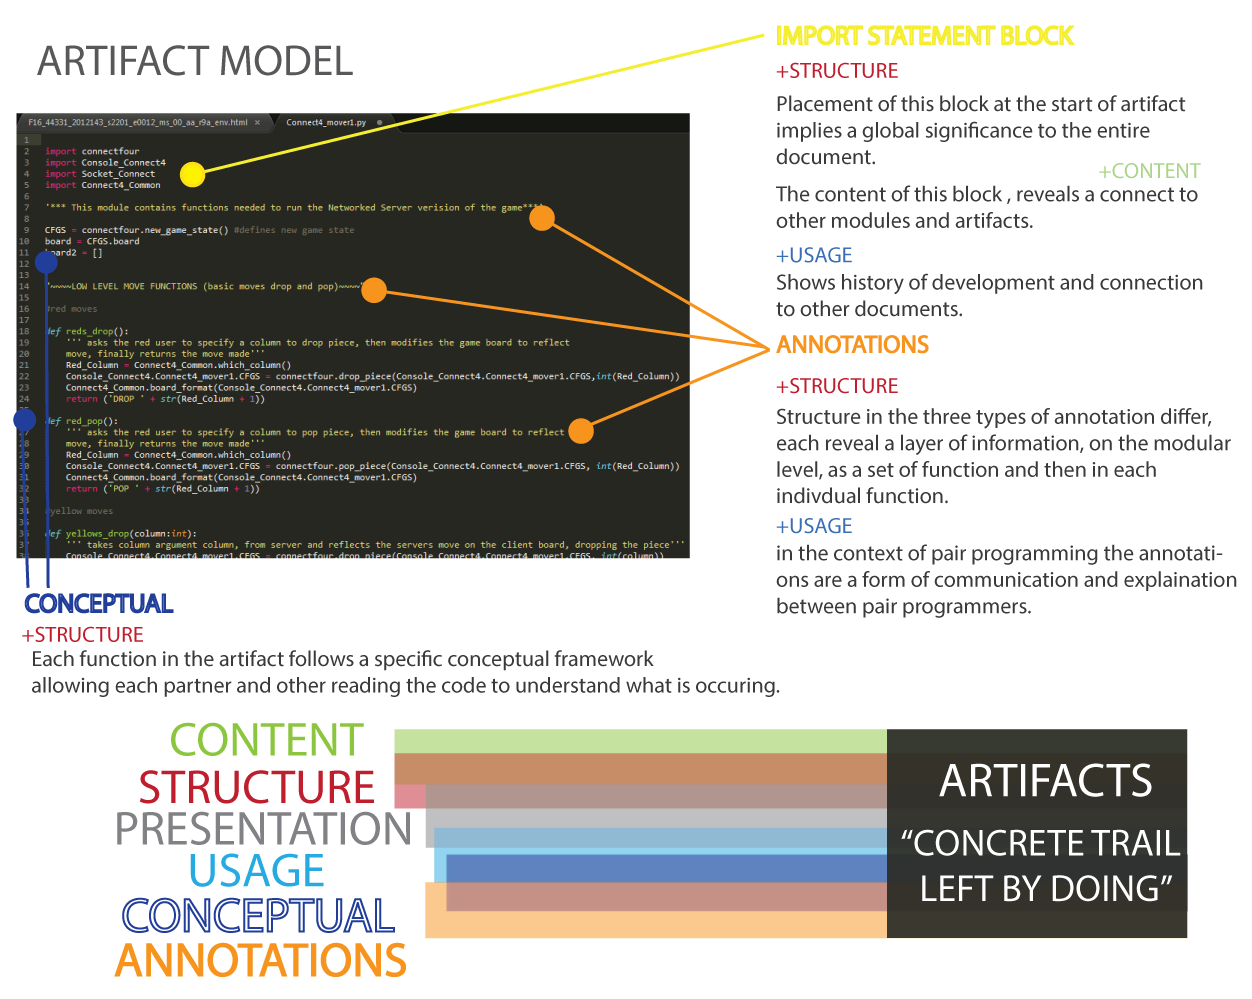 ARTIFACT MODEL
F16_44331_2012143_s2201_e0012_ms_00_aa_r9a_env.html ×
Connect4_mover1.py
1
2 import connectfour
3 import Console_Connect4
4 import Socket_Connect
5 import Connect4_Common
6
7 '*** This module contains functions needed to run the Networked Server verision of the game***
8
9 CFGS = connectfour.new_game_state() #defines new game state
10 board = CFGS.board
11 board2 = []
12
13
14 '~~~~LOW LEVEL MOVE FUNCTIONS (basic moves drop and pop)~~~~'
15
16 #red moves
17
18 def reds_drop():
19 ''' asks the red user to specify a column to drop piece, then modifies the game board to reflect
20 move, finally returns the move made'''
21 Red_Column = Connect4_Common.which_column()
22 Console_Connect4.Connect4_mover1.CFGS = connectfour.drop_piece(Console_Connect4.Connect4_mover1.CFGS,int(Red_Column))
23 Connect4_Common.board_format(Console_Connect4.Connect4_mover1.CFGS)
24 return ('DROP ' + str(Red_Column + 1))
def red_pop():
''' asks the red user to specify a column to pop piece, then modifies the game board to reflect
28 move, finally returns the move made'''
29 Red_Column = Connect4_Common.which_column()
30 Console_Connect4.Connect4_mover1.CFGS = connectfour.pop_piece(Console_Connect4.Connect4_mover1.CFGS, int(Red_Column))
31 Connect4_Common.board_format(Console_Connect4.Connect4_mover1.CFGS)
32 return ('POP ' + str(Red_Column + 1))
33
34 #yellow moves
35
36 def yellows_drop(column:int):
37 ''' takes column argument column, from server and reflects the servers move on the client board, dropping the piece'''
Console_Connect4.Connect4_mover1.CFGS = connectfour.drop_piece(Console_Connect4.Connect4_mover1.CFGS, int(column))
IMPORT STATEMENT BLOCK
+STRUCTURE
Placement of this block at the start of artifact
implies a global significance to the entire
document.
+CONTENT
The content of this block , reveals a connect to
other modules and artifacts.
+USAGE
Shows history of development and connection
to other documents.
ANNOTATIONS
+STRUCTURE
Structure in the three types of annotation differ,
each reveal a layer of information, on the modular
level, as a set of function and then in each
indivdual function.
+USAGE
in the context of pair programming the annotati-
ons are a form of communication and explaination
between pair programmers.
CONCEPTUAL
+STRUCTURE
Each function in the artifact follows a specific conceptual framework
allowing each partner and other reading the code to understand what is occuring.
CONTENT
STRUCTURE
PRESENTATION
USAGE
CONCEPTUAL
ANNOTATIONS
ARTIFACTS
“CONCRETE TRAIL
LEFT BY DOING”